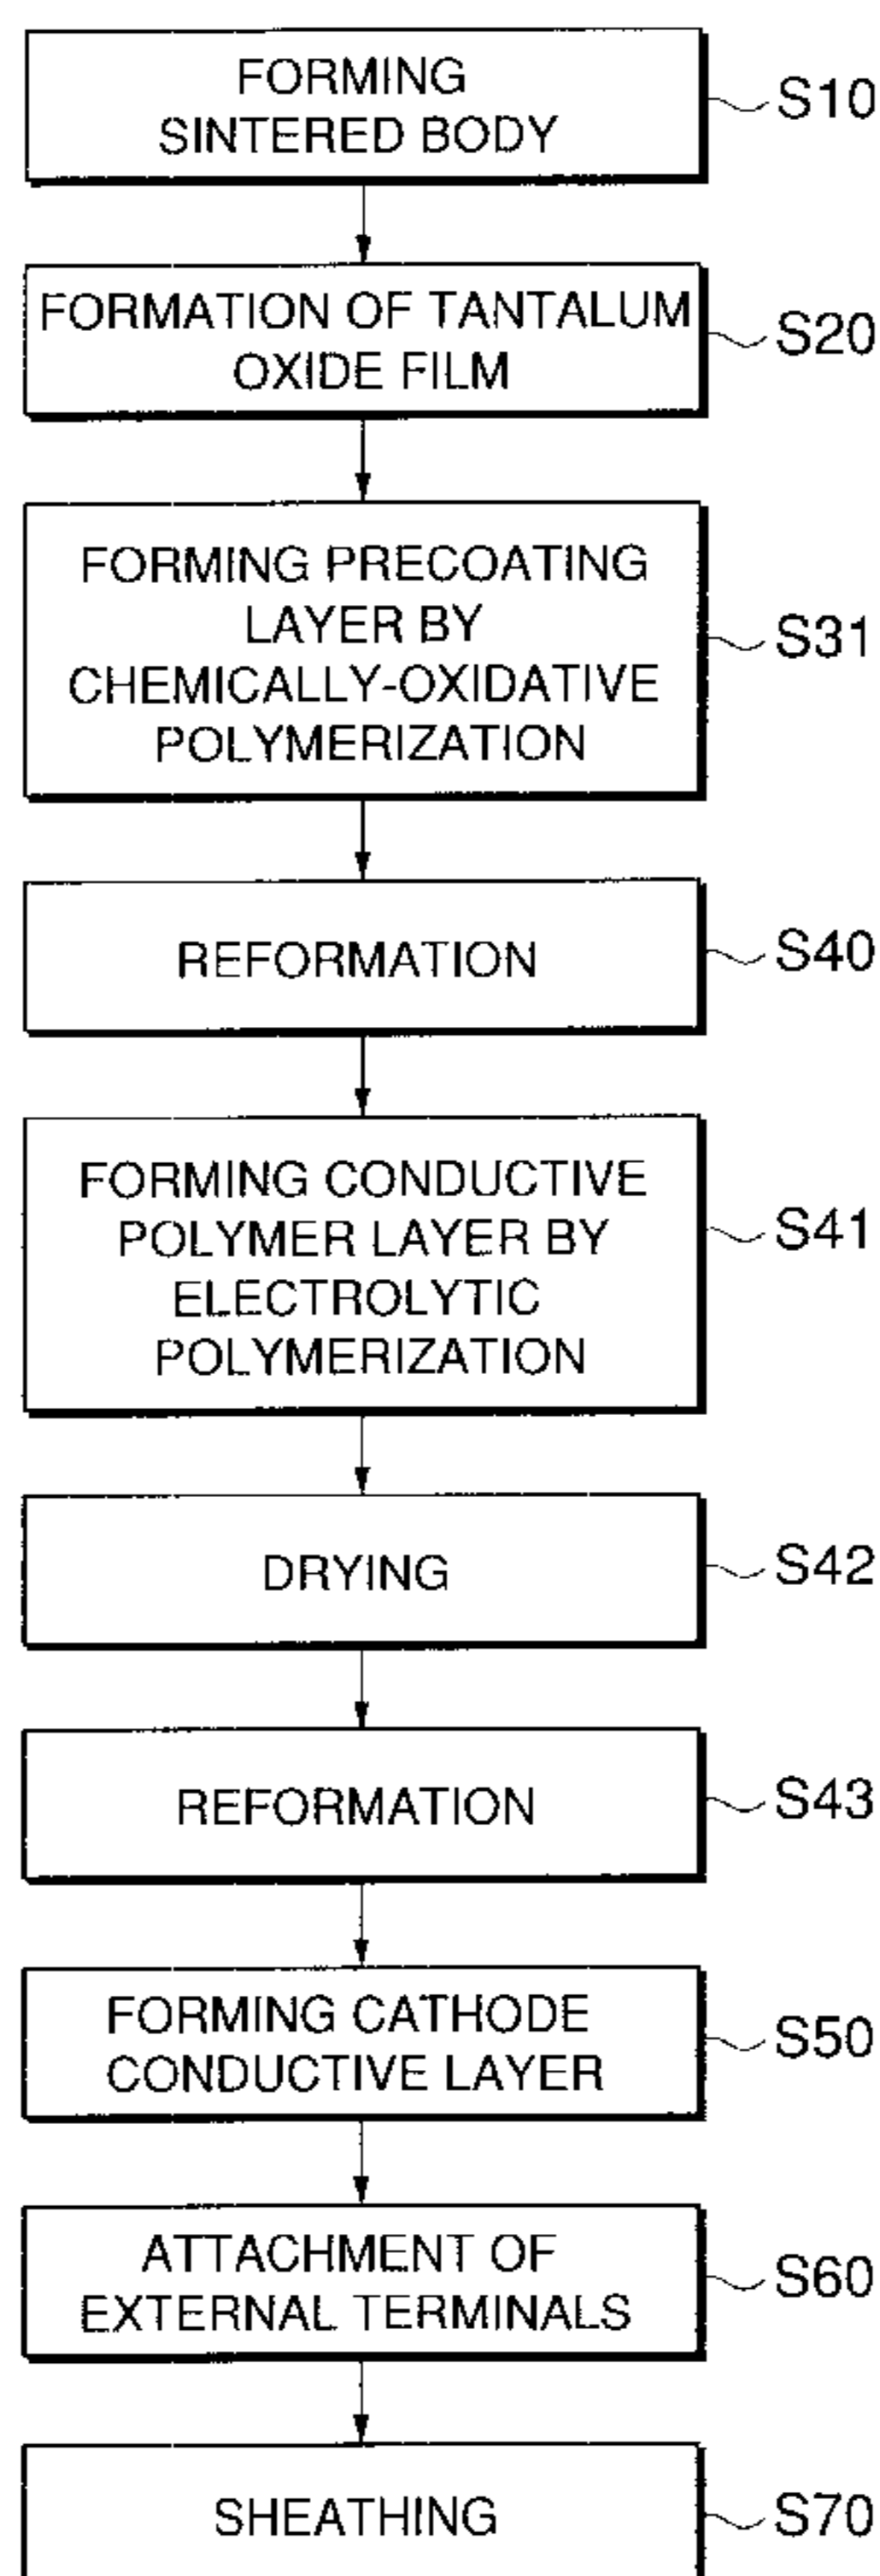 FORMING
SINTERED BODY
S10
FORMATION OF TANTALUM
OXIDE FILM
S20
FORMING PRECOATING
LAYER BY
CHEMICALLY-OXIDATIVE
POLYMERIZATION
S31
REFORMATION
S40
FORMING CONDUCTIVE
POLYMER LAYER BY
ELECTROLYTIC
POLYMERIZATION
S41
DRYING
S42
REFORMATION
S43
FORMING CATHODE
CONDUCTIVE LAYER
S50
ATTACHMENT OF
EXTERNAL TERMINALS
S60
SHEATHING
S70